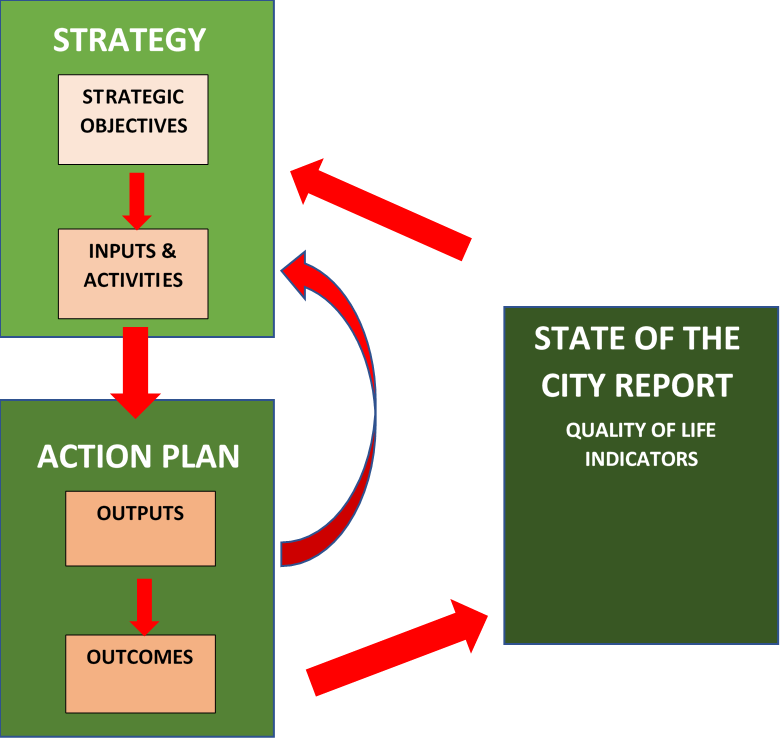 STRATEGY
STRATEGIC
OBJECTIVES
INPUTS &
ACTIVITIES
ACTION PLAN
OUTPUTS
OUTCOMES
STATE OF THE
CITY REPORT
QUALITY OF LIFE
INDICATORS